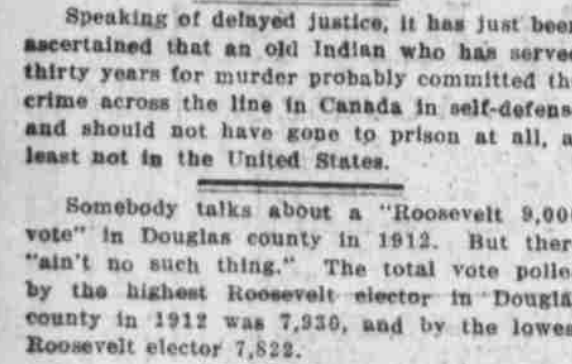 Speaking of delayed justice, it has just been
ascertained that an old Indian who has served
thirty years for murder probably committed th
crime across the line in Canada in self-defens
and should not have gone to prison at all, a
least not in the United States.
Somebody talks about a "Roosevelt 9,00
vote" in Douglas county in 1912. But ther
"ain't no such thing." The total vote polle
by the highest Roosevelt elector in Dougla
county in 1912 was 7,930, and by the lowes
Roosevelt elector 7,822.